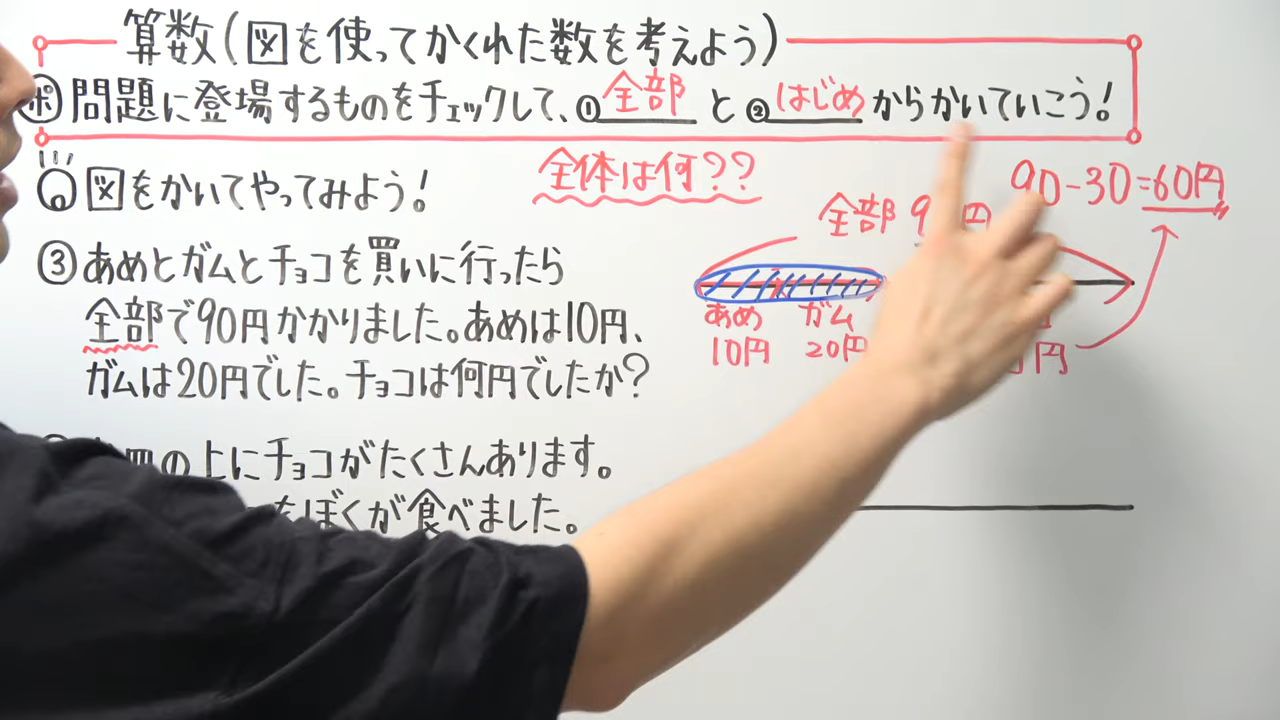 算数(図を使ってかくれた数を考えよう)
ポ 問題に登場するものをチェックして、①全部 と ②はじめ からかいていこう!
図をかいてやってみよう!
全体は何??
③あめとガムとチョコを買いに行ったら
全部で90円かかりました。あめは10円、
ガムは20円でした。チョコは何円でしたか?
90-30=60円
全部 9 円
あめ ガム
10円 20円 円
の上にチョコがたくさんあります。
をぼくが食べました。